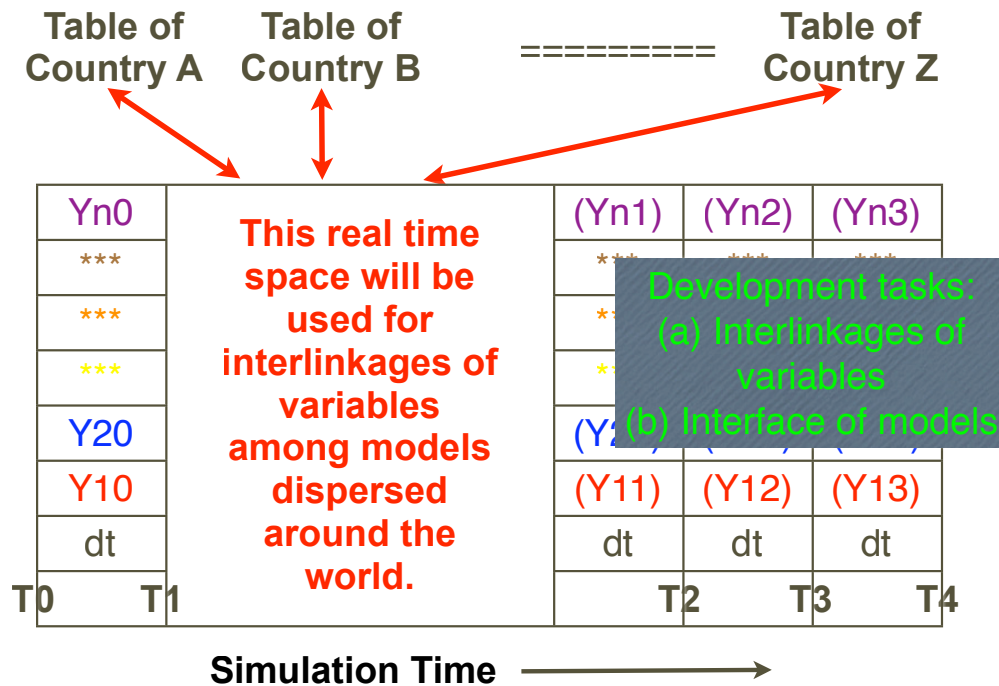 Table of Country A
Table of Country B
=========
Table of Country Z
Yn0
(Yn1) (Yn2) (Yn3)
***
***
***
Y20
Y10
(Y11) (Y12) (Y13)
dt
dt dt dt
T0 T1 T2 T3 T4
This real time
space will be
used for
interlinkages of
variables
among models
dispersed
around the
world.
Development tasks:
(a) Interlinkages of
variables
(b) Interface of models
Simulation Time